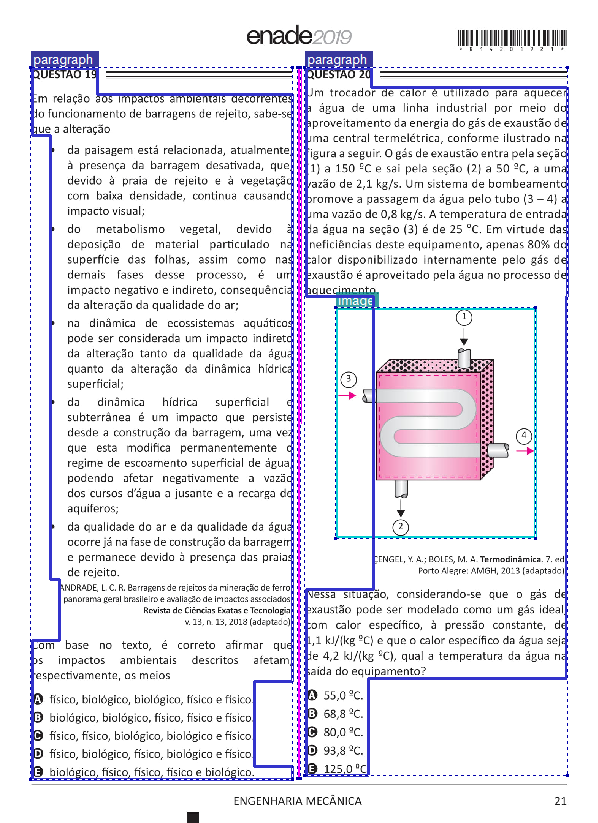 enade2019
paragraph
QUESTÃO 19
Em relação aos impactos ambientais decorrentes
do funcionamento de barragens de rejeito, sabe-se
que a alteração
• da paisagem está relacionada, atualmente,
à presença da barragem desativada, que,
devido à praia de rejeito e à vegetação
com baixa densidade, continua causando
impacto visual;
• do metabolismo vegetal, devido à
deposição de material particulado na
superfície das folhas, assim como nas
demais fases desse processo, é um
impacto negativo e indireto, consequência
da alteração da qualidade do ar;
• na dinâmica de ecossistemas aquáticos
pode ser considerada um impacto indireto
da alteração tanto da qualidade da água
quanto da alteração da dinâmica hídrica
superficial;
• da dinâmica hídrica superficial e
subterrânea é um impacto que persiste
desde a construção da barragem, uma vez
que esta modifica permanentemente o
regime de escoamento superficial de água,
podendo afetar negativamente a vazão
dos cursos d'água a jusante e a recarga de
aquíferos;
• da qualidade do ar e da qualidade da água
ocorre já na fase de construção da barragem
e permanece devido à presença das praias
de rejeito.
ANDRADE, L. C. R. Barragens de rejeitos da mineração de ferro:
panorama geral brasileiro e avaliação de impactos associados.
Revista de Ciências Exatas e Tecnologia,
v. 13, n. 13, 2018 (adaptado).
Com base no texto, é correto afirmar que
os impactos ambientais descritos afetam,
respectivamente, os meios
A físico, biológico, biológico, físico e físico.
B biológico, biológico, físico, físico e físico.
C físico, físico, biológico, biológico e físico.
D físico, biológico, físico, biológico e físico.
E biológico, físico, físico, físico e biológico.
paragraph
QUESTÃO 20
Um trocador de calor é utilizado para aquecer
a água de uma linha industrial por meio do
aproveitamento da energia do gás de exaustão de
uma central termelétrica, conforme ilustrado na
figura a seguir. O gás de exaustão entra pela seção
(1) a 150 ºC e sai pela seção (2) a 50 ºC, a uma
vazão de 2,1 kg/s. Um sistema de bombeamento
promove a passagem da água pelo tubo (3 – 4) a
uma vazão de 0,8 kg/s. A temperatura de entrada
da água na seção (3) é de 25 ºC. Em virtude das
ineficiências deste equipamento, apenas 80% do
calor disponibilizado internamente pelo gás de
exaustão é aproveitado pela água no processo de
aquecimento.
image
1
3
4
2
ÇENGEL, Y. A.; BOLES, M. A. Termodinâmica. 7. ed.
Porto Alegre: AMGH, 2013 (adaptado).
Nessa situação, considerando-se que o gás de
exaustão pode ser modelado como um gás ideal,
com calor específico, à pressão constante, de
1,1 kJ/(kg ºC) e que o calor específico da água seja
de 4,2 kJ/(kg ºC), qual a temperatura da água na
saída do equipamento?
A 55,0 ºC.
B 68,8 ºC.
C 80,0 ºC.
D 93,8 ºC.
E 125,0 ºC.
ENGENHARIA MECÂNICA
21